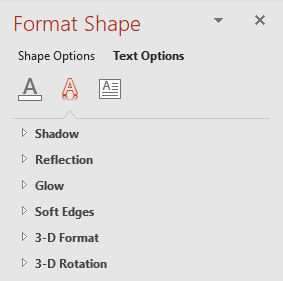 Format Shape
Shape Options Text Options
Shadow
Reflection
Glow
Soft Edges
3-D Format
3-D Rotation